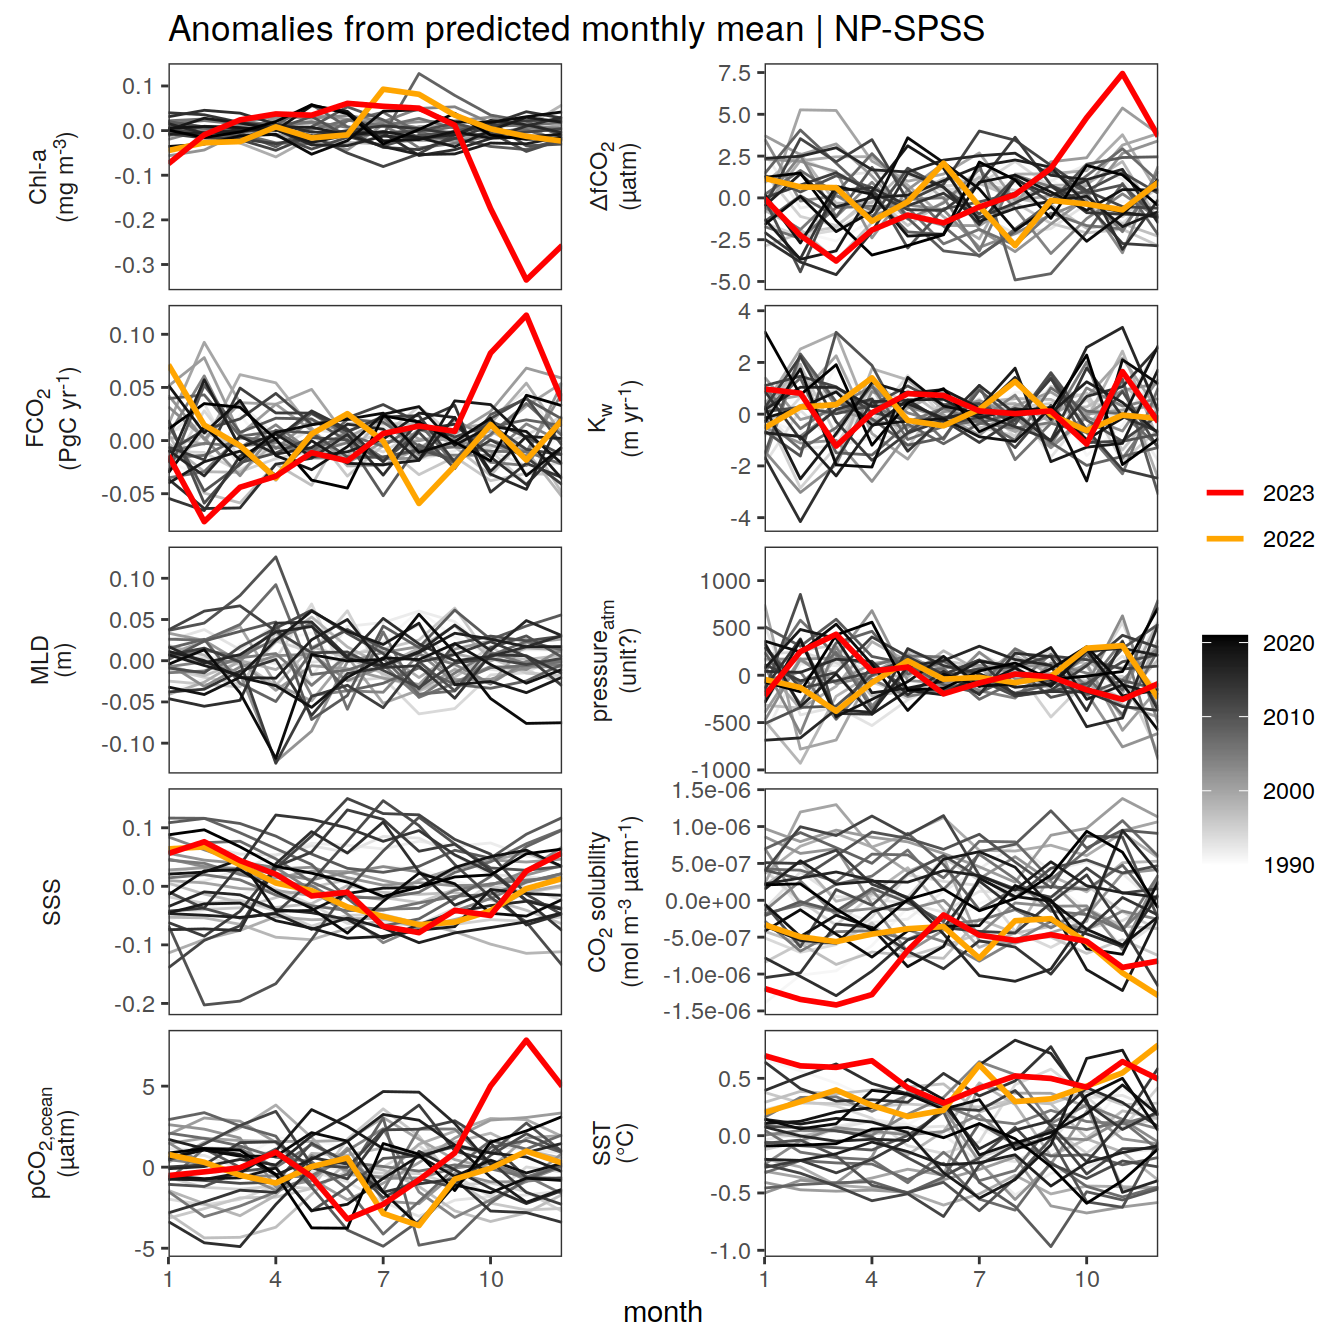 Anomalies from predicted monthly mean | NP-SPSS
Chl-a
(mg m⁻³)
0.1
0.0
-0.1
-0.2
-0.3
ΔfCO₂
(µatm)
7.5
5.0
2.5
0.0
-2.5
-5.0
FCO₂
(PgC yr⁻¹)
0.10
0.05
0.00
-0.05
K_w
(m yr⁻¹)
4
2
0
-2
-4
MLD
(m)
0.10
0.05
0.00
-0.05
-0.10
pressure_atm
(unit?)
1000
500
0
-500
-1000
SSS
0.1
0.0
-0.1
-0.2
CO₂ solubility
(mol m⁻³ µatm⁻¹)
1.5e-06
1.0e-06
5.0e-07
0.0e+00
-5.0e-07
-1.0e-06
-1.5e-06
pCO₂,ocean
(µatm)
5
0
-5
SST
(°C)
0.5
0.0
-0.5
-1.0
1 4 7 10
1 4 7 10
month
2023
2022
2020
2010
2000
1990